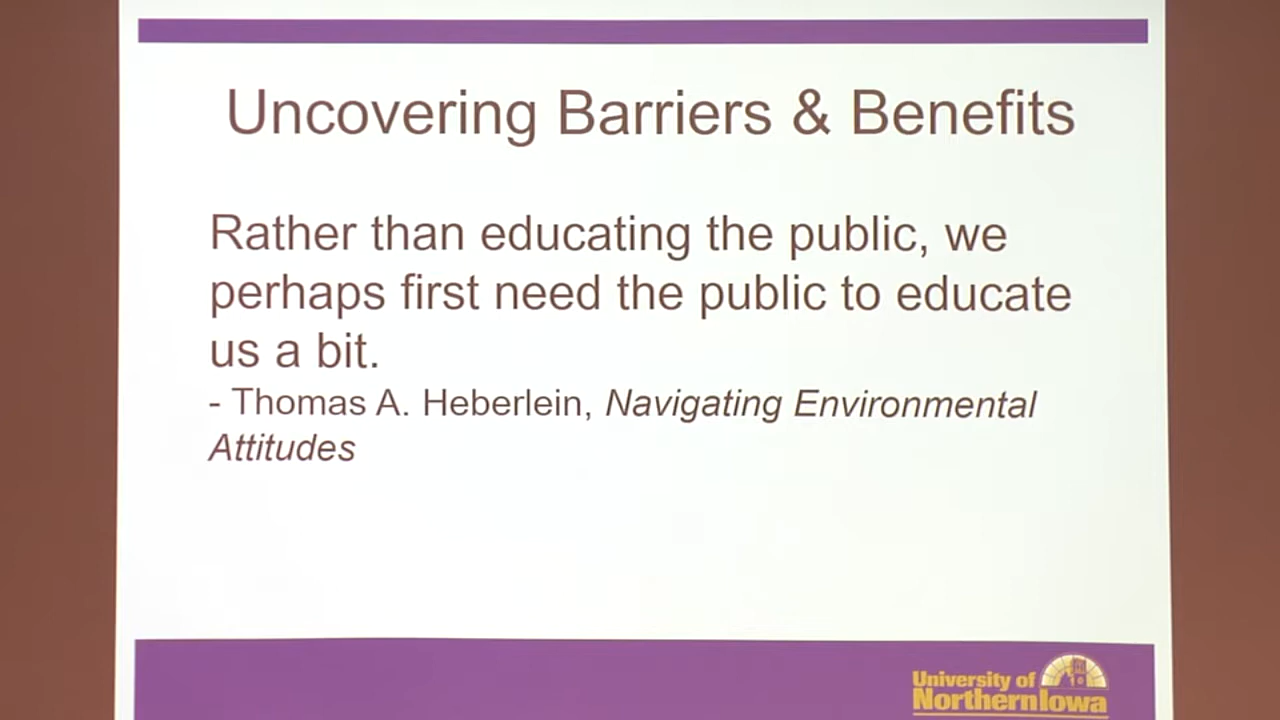 Uncovering Barriers & Benefits
Rather than educating the public, we
perhaps first need the public to educate
us a bit.
- Thomas A. Heberlein, Navigating Environmental
Attitudes
University of
Northern Iowa